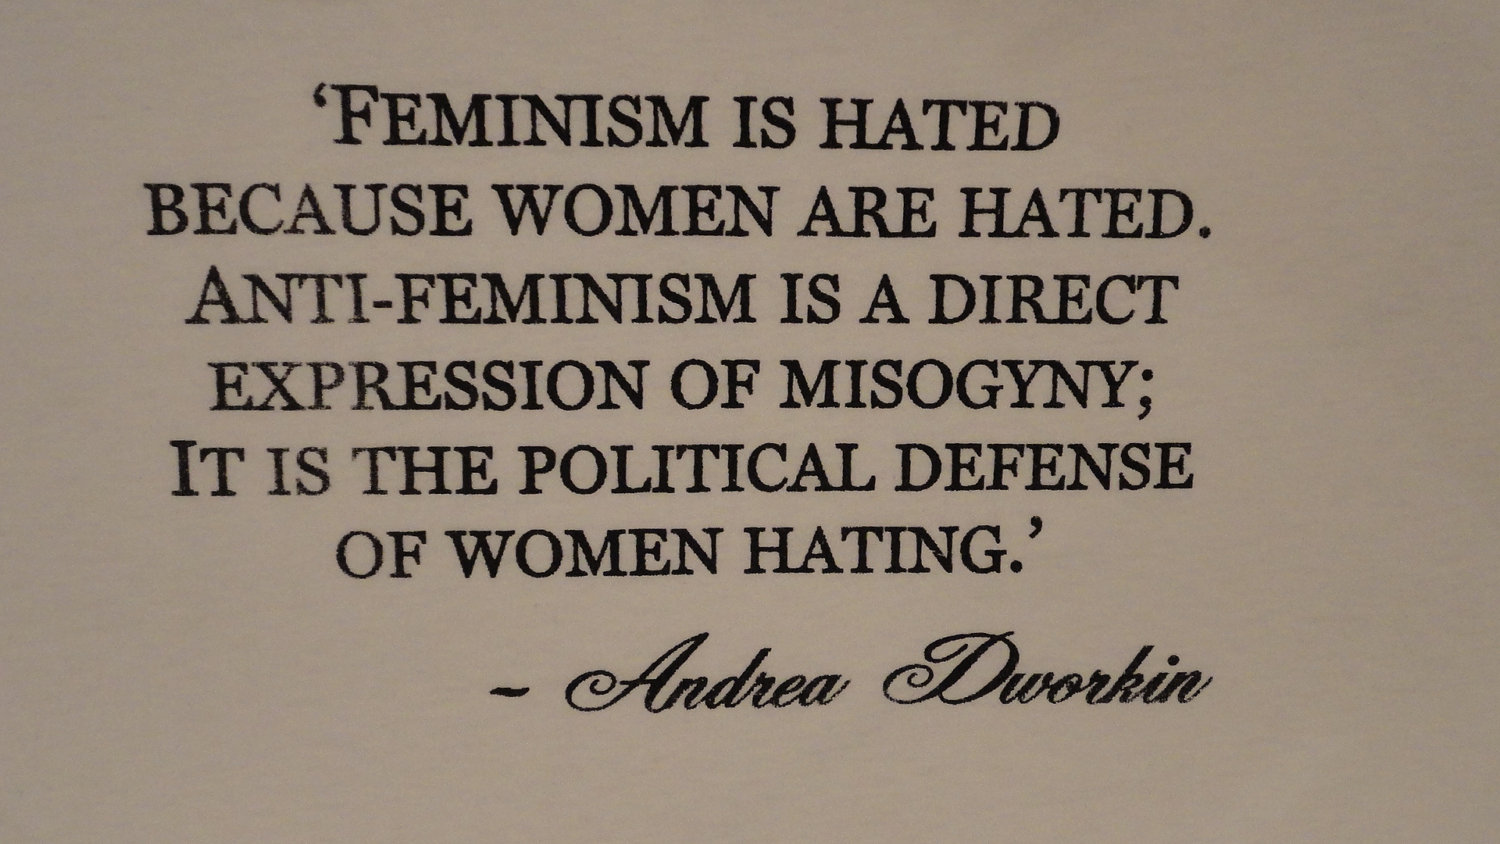 ‘FEMINISM IS HATED
BECAUSE WOMEN ARE HATED.
ANTI-FEMINISM IS A DIRECT
EXPRESSION OF MISOGYNY;
IT IS THE POLITICAL DEFENSE
OF WOMEN HATING.’
~ Andrea Dworkin